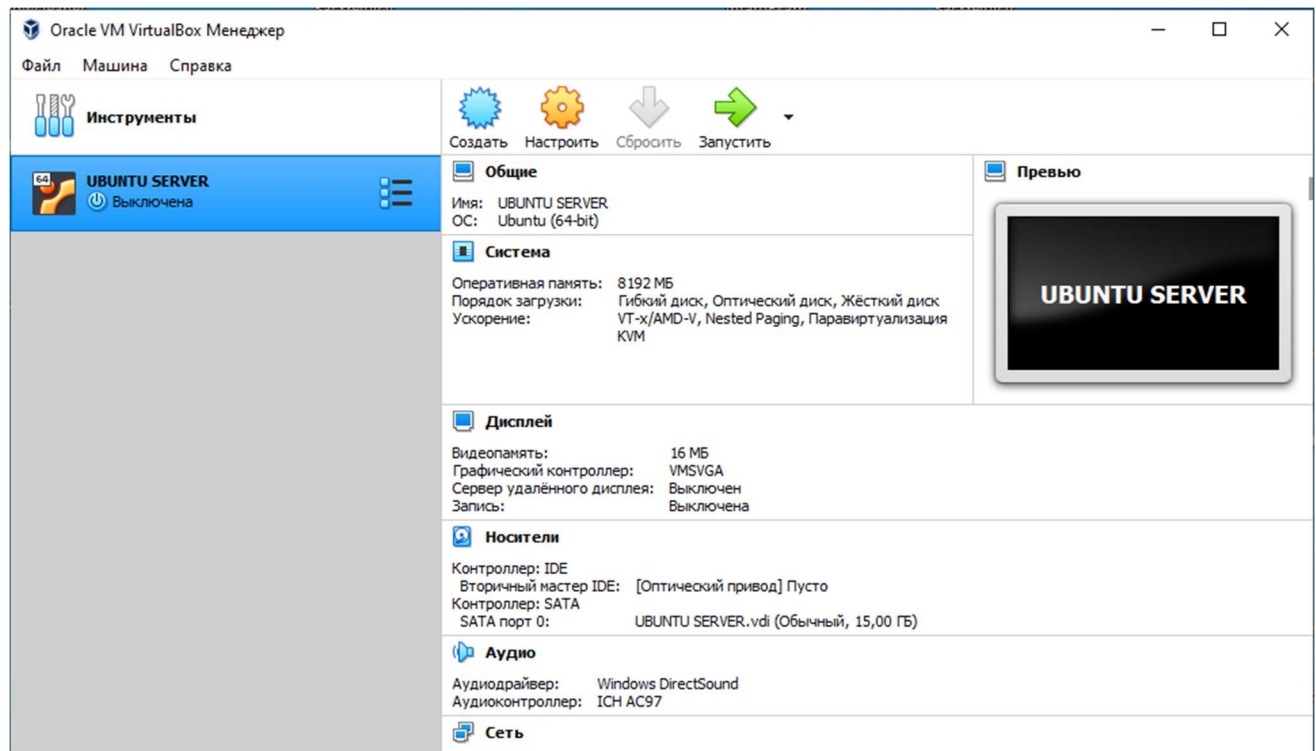 Oracle VM VirtualBox Менеджер
Файл Машина Справка
Инструменты
Создать Настроить Сбросить Запустить
64
UBUNTU SERVER
Выключена
Общие
Имя: UBUNTU SERVER
ОС: Ubuntu (64-bit)
Превью
UBUNTU SERVER
Система
Оперативная память: 8192 МБ
Порядок загрузки: Гибкий диск, Оптический диск, Жёсткий диск
Ускорение: VT-x/AMD-V, Nested Paging, Паравиртуализация
KVM
Дисплей
Видеопамять: 16 МБ
Графический контроллер: VMSVGA
Сервер удалённого дисплея: Выключен
Запись: Выключена
Носители
Контроллер: IDE
Вторичный мастер IDE: [Оптический привод] Пусто
Контроллер: SATA
SATA порт 0: UBUNTU SERVER.vdi (Обычный, 15,00 ГБ)
Аудио
Аудиодрайвер: Windows DirectSound
Аудиоконтроллер: ICH AC97
Сеть